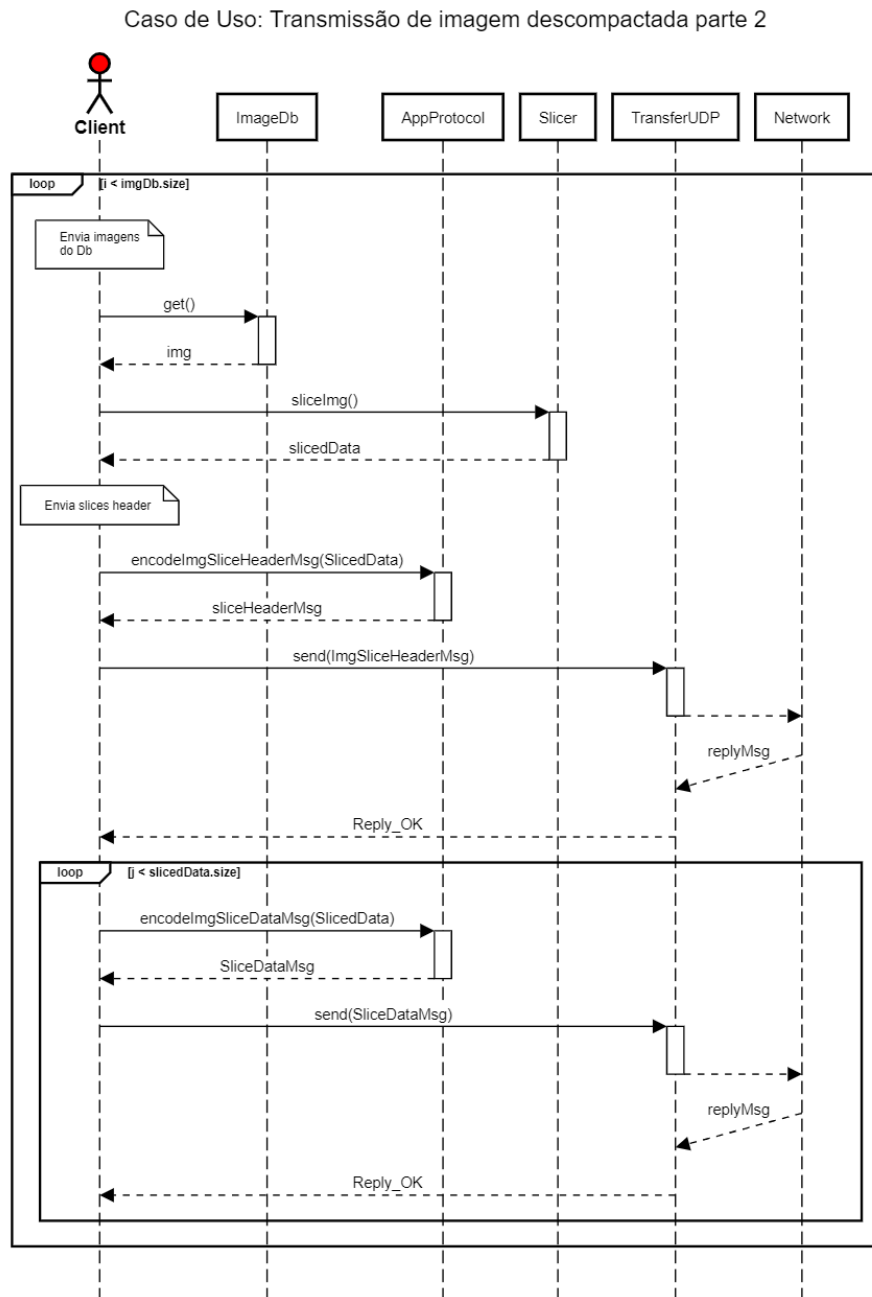 Caso de Uso: Transmissão de imagem descompactada parte 2
Client
ImageDb
AppProtocol
Slicer
TransferUDP
Network
loop
[i < imgDb.size]
Envia imagens
do Db
get()
img
sliceImg()
slicedData
Envia slices header
encodeImgSliceHeaderMsg(SlicedData)
sliceHeaderMsg
send(ImgSliceHeaderMsg)
replyMsg
Reply_OK
loop
[j < slicedData.size]
encodeImgSliceDataMsg(SlicedData)
SliceDataMsg
send(SliceDataMsg)
replyMsg
Reply_OK